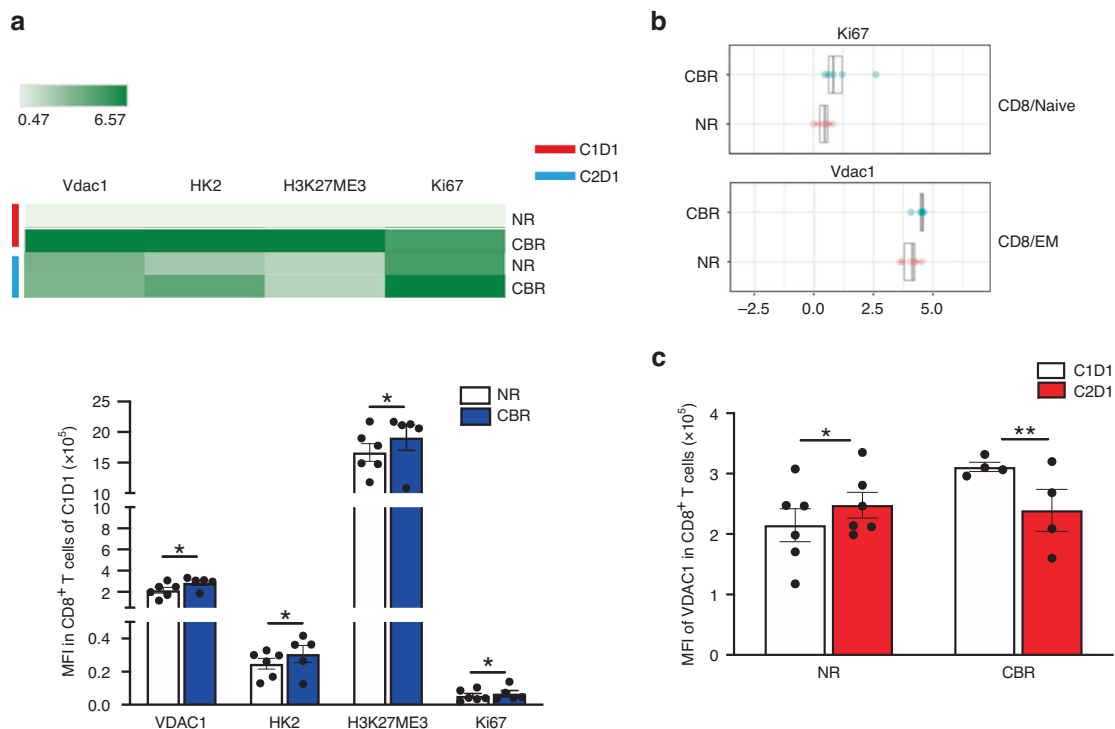 a
0.47 6.57
C1D1
C2D1
Vdac1 HK2 H3K27ME3 Ki67
NR
CBR
NR
CBR
b
Ki67
CBR
NR
CD8/Naive
Vdac1
CBR
NR
CD8/EM
−2.5 0.0 2.5 5.0
NR
CBR
MFI in CD8⁺ T cells of C1D1 (×10⁵)
25
20
15
10
10
8
6
4
2
0.4
0.2
0.0
* * * *
VDAC1 HK2 H3K27ME3 Ki67
c
C1D1
C2D1
MFI of VDAC1 in CD8⁺ T cells (×10⁵)
4
3
2
1
0
* **
NR CBR